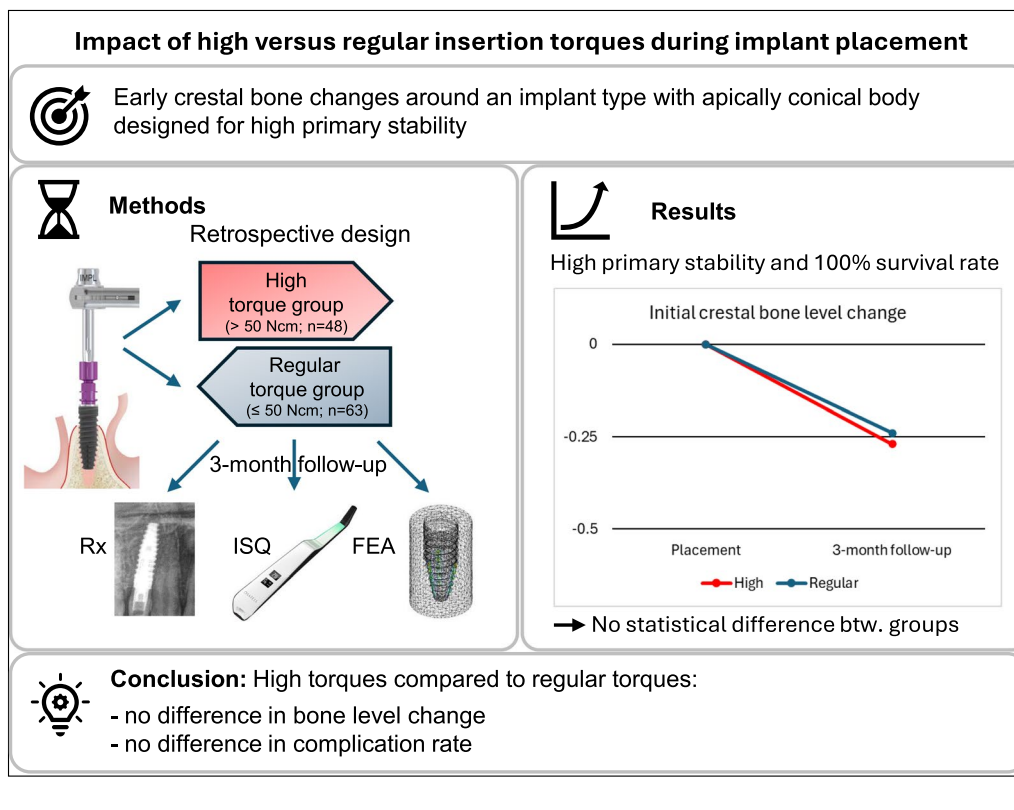 Impact of high versus regular insertion torques during implant placement
Early crestal bone changes around an implant type with apically conical body
designed for high primary stability
Methods
Retrospective design
IMPL
High
torque group
(> 50 Ncm; n=48)
Regular
torque group
(≤ 50 Ncm; n=63)
3-month follow-up
Rx
ISQ
FEA
Results
High primary stability and 100% survival rate
Initial crestal bone level change
0
-0.25
-0.5
Placement
3-month follow-up
High
Regular
No statistical difference btw. groups
Conclusion: High torques compared to regular torques:
- no difference in bone level change
- no difference in complication rate